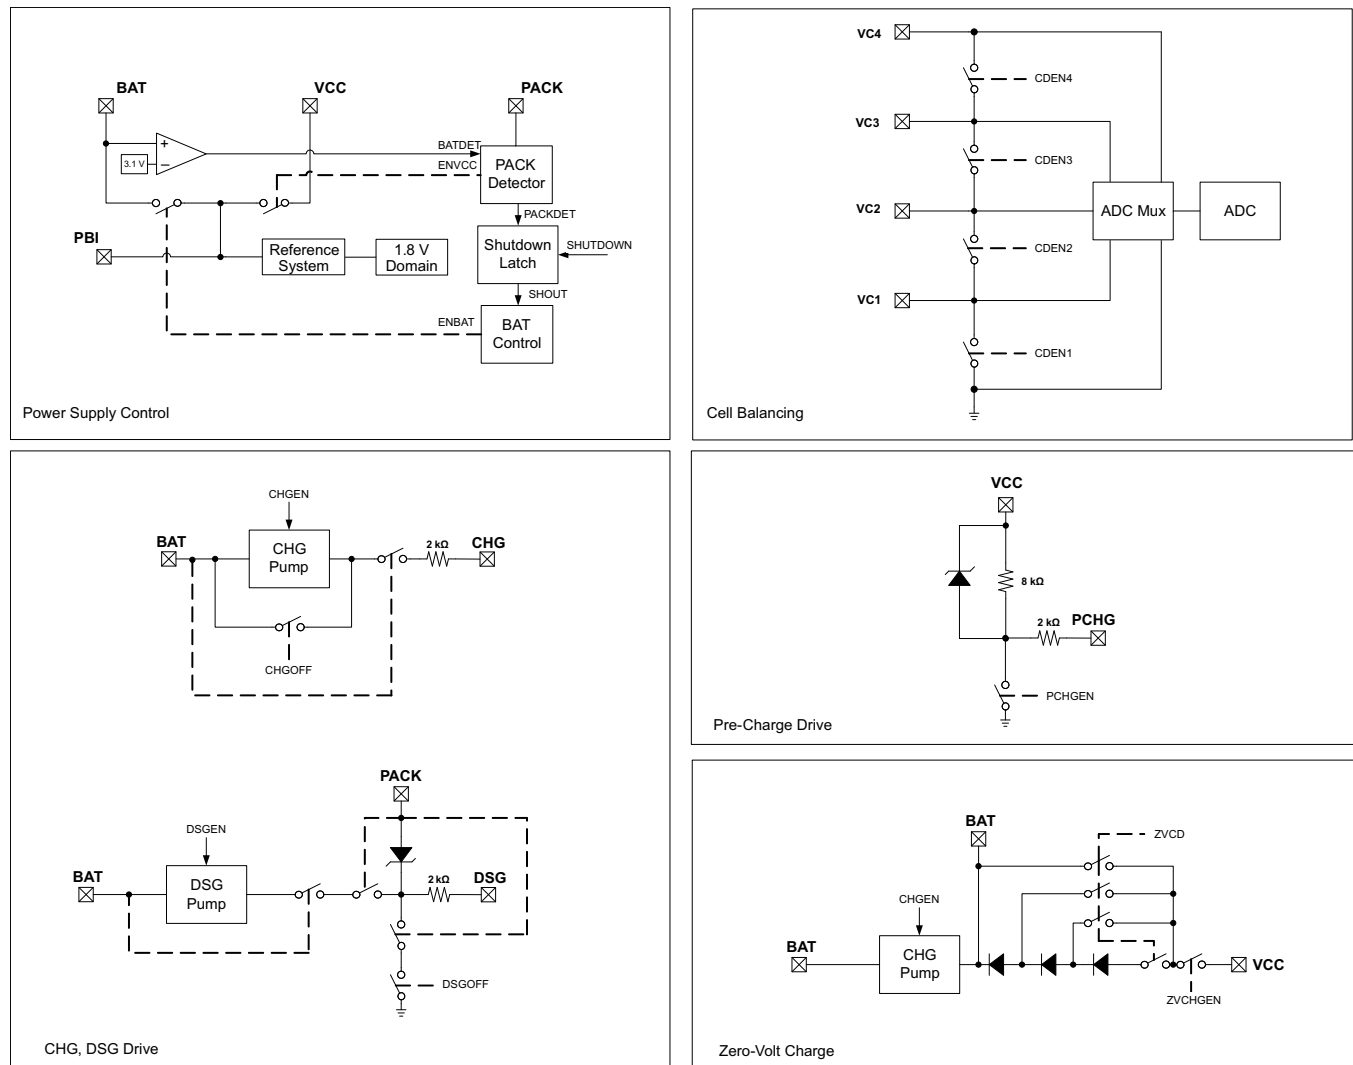 BAT
VCC
PACK
3.1 V
+
−
BATDET
ENVCC
PACK
Detector
PACKDET
PBI
Reference
System
1.8 V
Domain
Shutdown
Latch
SHUTDOWN
SHOUT
ENBAT
BAT
Control
Power Supply Control
VC4
CDEN4
VC3
CDEN3
VC2
ADC Mux
ADC
CDEN2
VC1
CDEN1
Cell Balancing
CHGEN
BAT
CHG
Pump
2 kΩ
CHG
CHGOFF
PACK
DSGEN
BAT
DSG
Pump
2 kΩ
DSG
DSGOFF
CHG, DSG Drive
VCC
8 kΩ
2 kΩ
PCHG
PCHGEN
Pre-Charge Drive
BAT
ZVCD
CHGEN
BAT
CHG
Pump
VCC
ZVCHGEN
Zero-Volt Charge